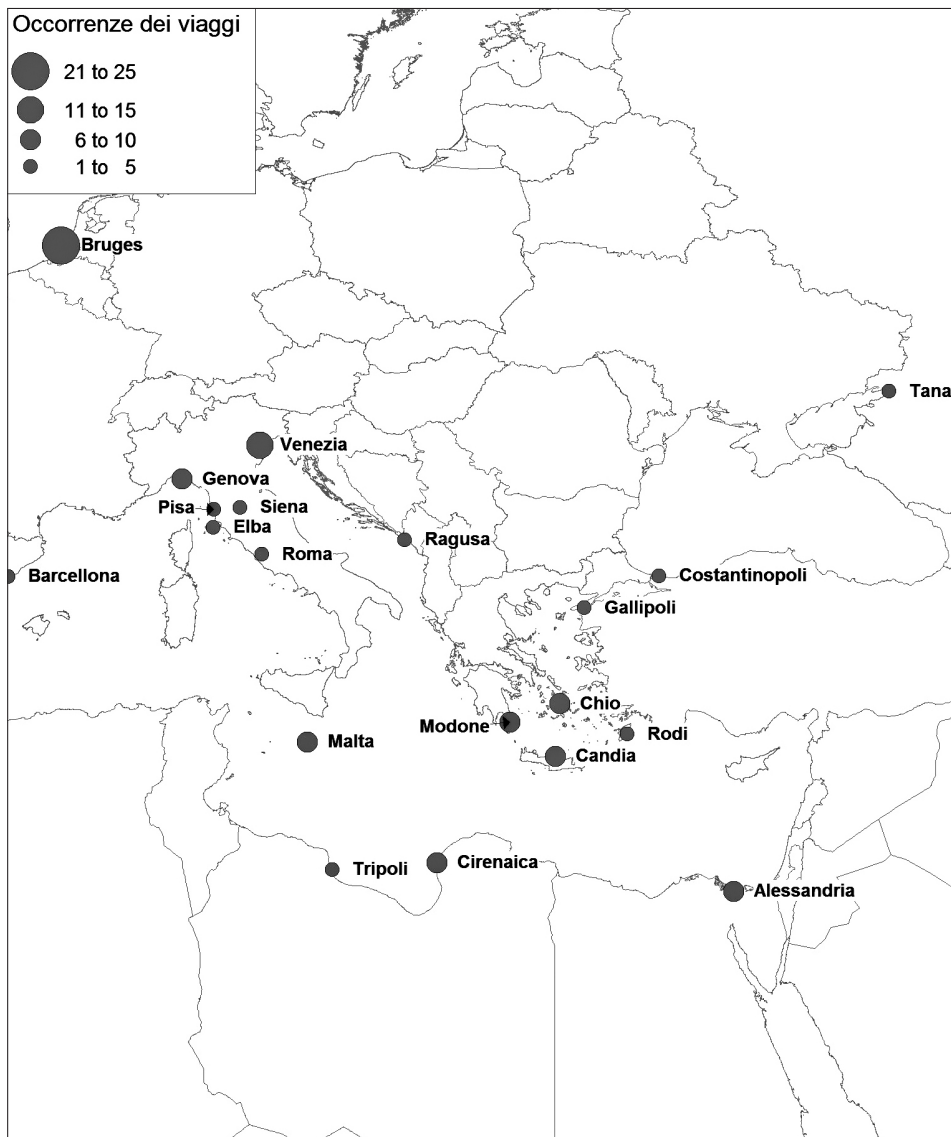 Occorrenze dei viaggi
21 to 25
11 to 15
6 to 10
1 to 5
Bruges
Tana
Venezia
Genova
Pisa
Siena
Elba
Ragusa
Roma
Barcellona
Costantinopoli
Gallipoli
Chio
Modone
Rodi
Malta
Candia
Tripoli
Cirenaica
Alessandria